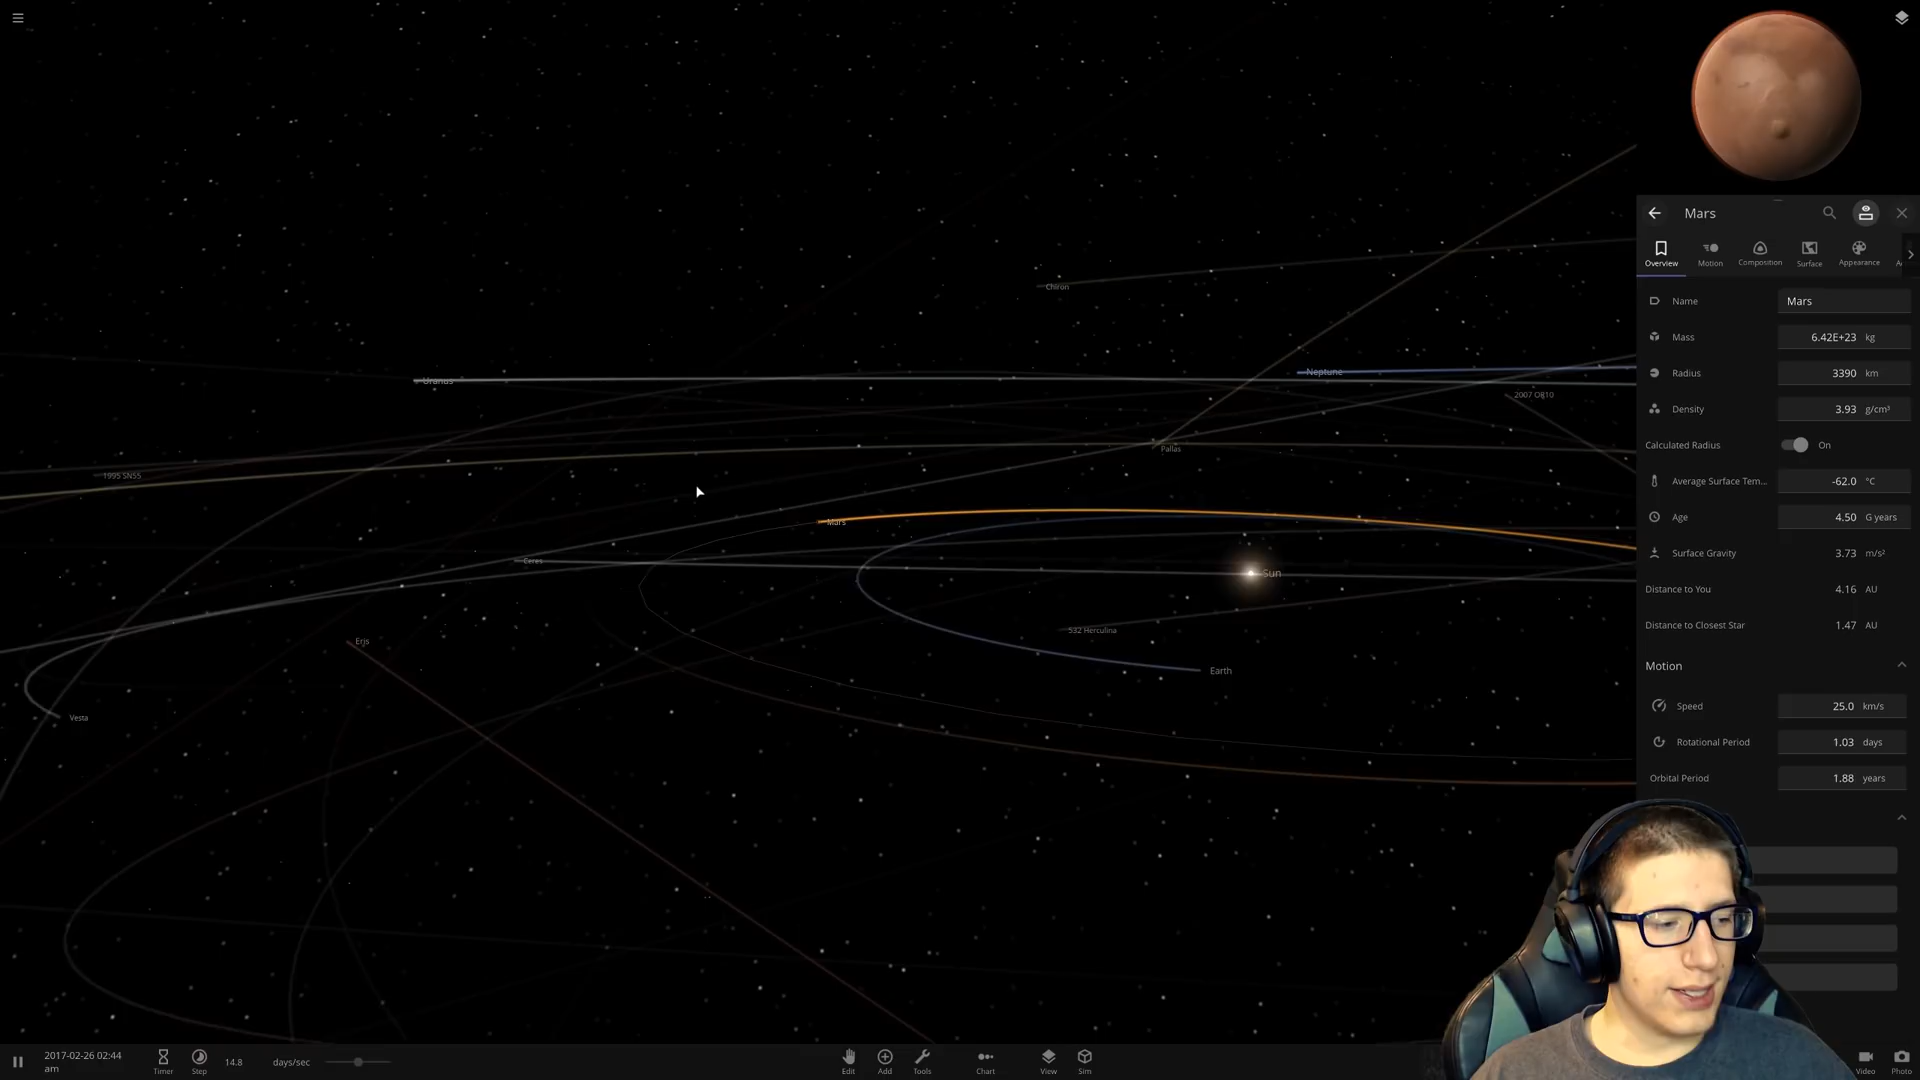 Mars
Overview
Motion
Composition
Surface
Appearance
Name
Mars
Mass
6.42E+23 kg
Radius
3390 km
Density
3.93 g/cm³
Calculated Radius
On
Average Surface Tem...
-62.0 °C
Age
4.50 G years
Surface Gravity
3.73 m/s²
Distance to You
4.16 AU
Distance to Closest Star
1.47 AU
Motion
Speed
25.0 km/s
Rotational Period
1.03 days
Orbital Period
1.88 years
Chiron
Uranus
Neptune
2007 OR10
Pallas
1995 SN55
Mars
Ceres
Sun
532 Herculina
Eris
Earth
Vesta
2017-02-26 02:44
am
Timer
Step
14.8 days/sec
Edit
Add
Tools
Chart
View
Sim
Video
Photo